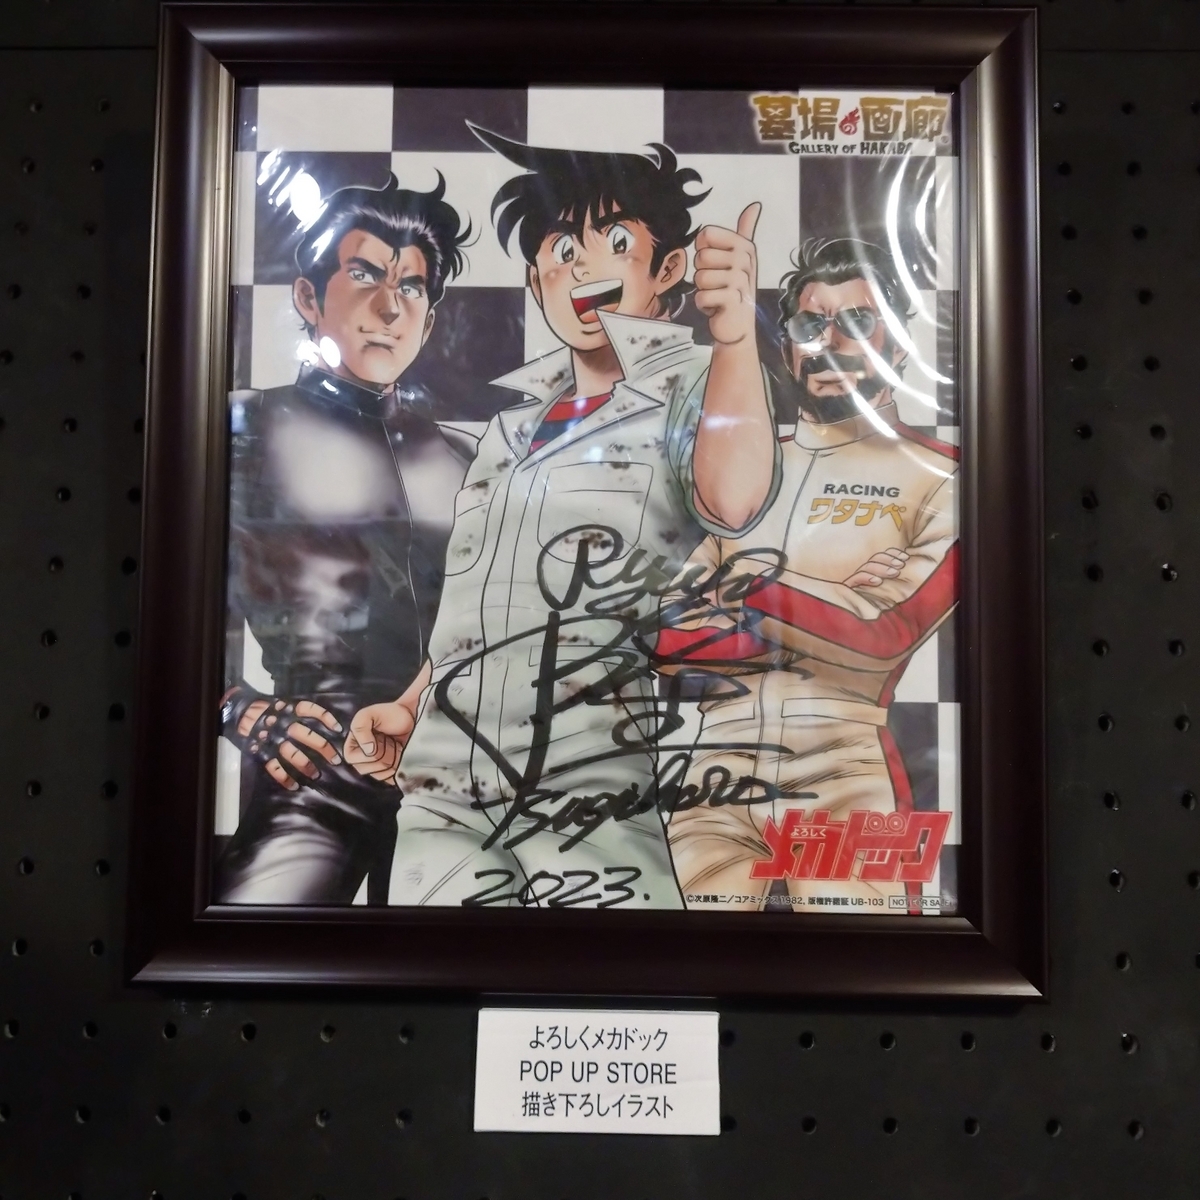 墓場の画廊
GALLERY OF HAKABA
RACING
ワタナベ
Ryuji
Tsugihara
2023.
よろしく
メカドック
©次原隆二/コアミックス 1982, 版権許諾証 UB-103 NOT FOR SALE
よろしくメカドック
POP UP STORE
描き下ろしイラスト